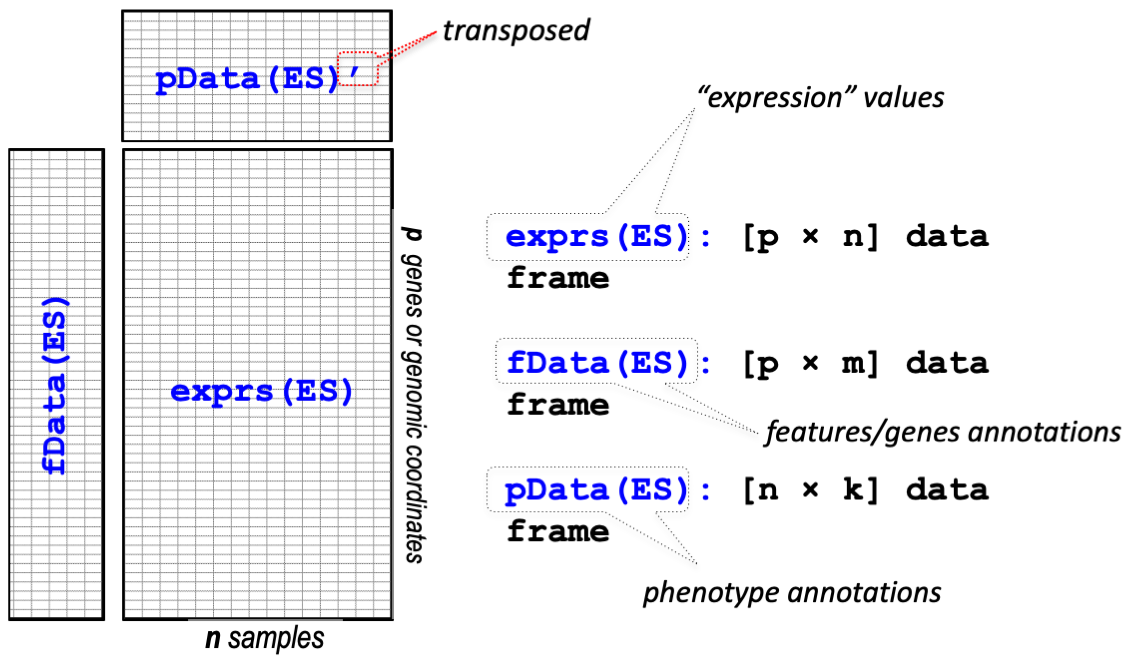 transposed
pData(ES)’
“expression” values
exprs(ES): [p × n] data
frame
fData(ES)
exprs(ES)
p genes or genomic coordinates
fData(ES): [p × m] data
frame
features/genes annotations
pData(ES): [n × k] data
frame
phenotype annotations
n samples